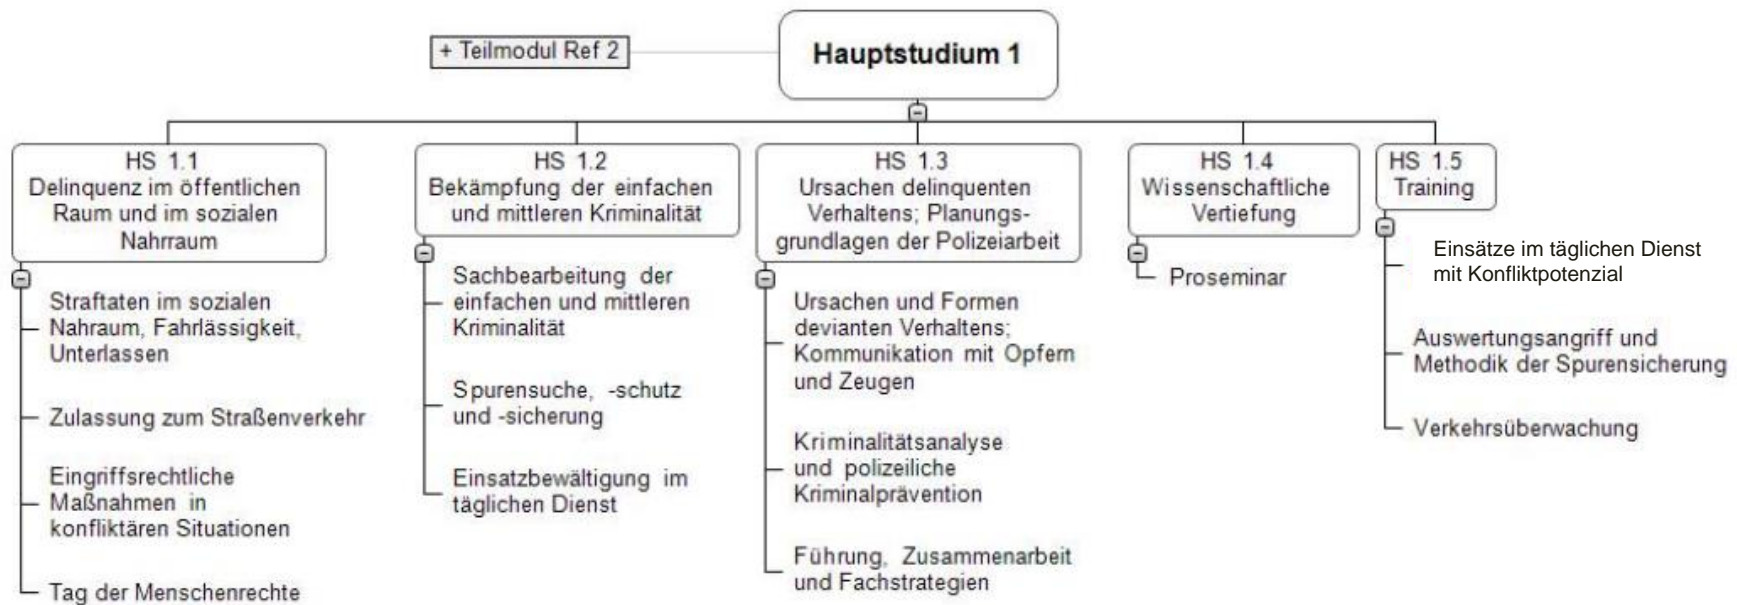 + Teilmodul Ref 2
Hauptstudium 1
HS 1.1
Delinquenz im öffentlichen
Raum und im sozialen
Nahrraum
Straftaten im sozialen
Nahraum, Fahrlässigkeit,
Unterlassen
Zulassung zum Straßenverkehr
Eingriffsrechtliche
Maßnahmen in
konfliktären Situationen
Tag der Menschenrechte
HS 1.2
Bekämpfung der einfachen
und mittleren Kriminalität
Sachbearbeitung der
einfachen und mittleren
Kriminalität
Spurensuche, -schutz
und -sicherung
Einsatzbewältigung im
täglichen Dienst
HS 1.3
Ursachen delinquenten
Verhaltens; Planungs-
grundlagen der Polizeiarbeit
Ursachen und Formen
devianten Verhaltens;
Kommunikation mit Opfern
und Zeugen
Kriminalitätsanalyse
und polizeiliche
Kriminalprävention
Führung, Zusammenarbeit
und Fachstrategien
HS 1.4
Wissenschaftliche
Vertiefung
Proseminar
HS 1.5
Training
Einsätze im täglichen Dienst
mit Konfliktpotenzial
Auswertungsangriff und
Methodik der Spurensicherung
Verkehrsüberwachung